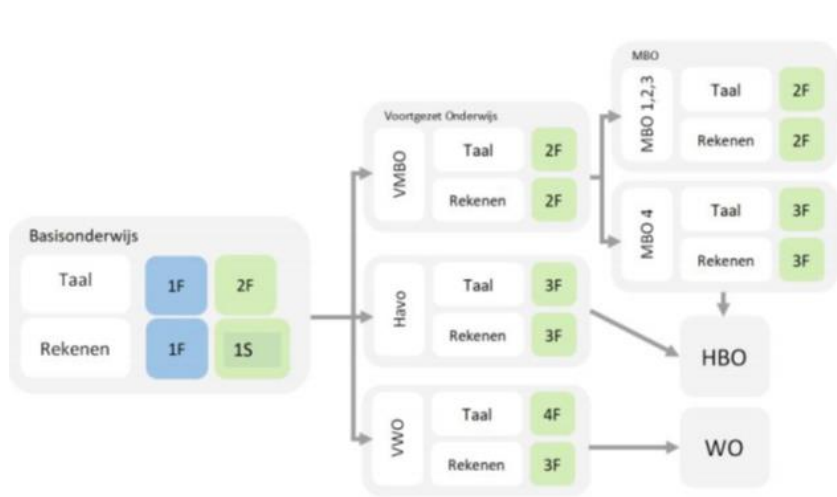 Basisonderwijs
Taal 1F 2F
Rekenen 1F 1S
Voortgezet Onderwijs
VMBO
Taal 2F
Rekenen 2F
Havo
Taal 3F
Rekenen 3F
VWO
Taal 4F
Rekenen 3F
MBO
MBO 1,2,3
Taal 2F
Rekenen 2F
MBO 4
Taal 3F
Rekenen 3F
HBO
WO